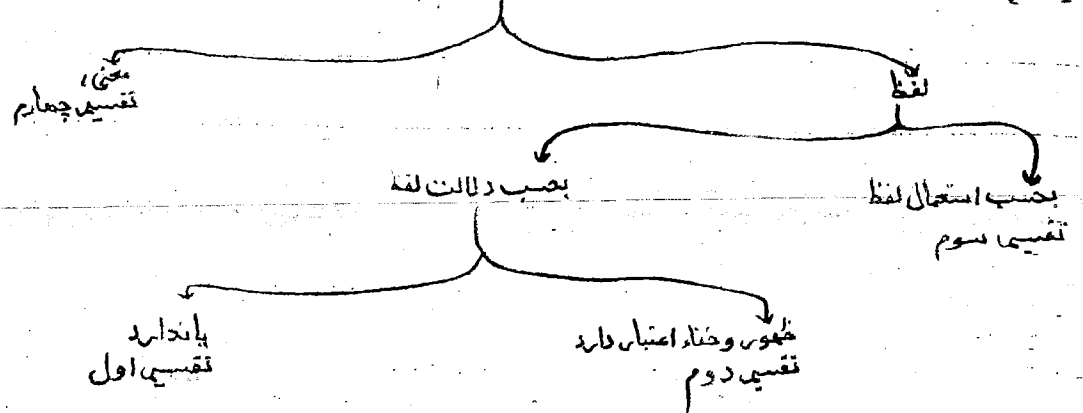 لفظ
معنی،
تقسیم چهارم
بحسب استعمال لفظ
تقسیم سوم
بحسب دلالت لفظ
ظهور و خفاء اعتبار دارد
تقسیم دوم
یا ندارد
تقسیم اول